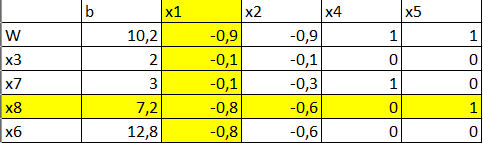 b x1 x2 x4 x5
W 10,2 -0,9 -0,9 1 1
x3 2 -0,1 -0,1 0 0
x7 3 -0,1 -0,3 1 0
x8 7,2 -0,8 -0,6 0 1
x6 12,8 -0,8 -0,6 0 0